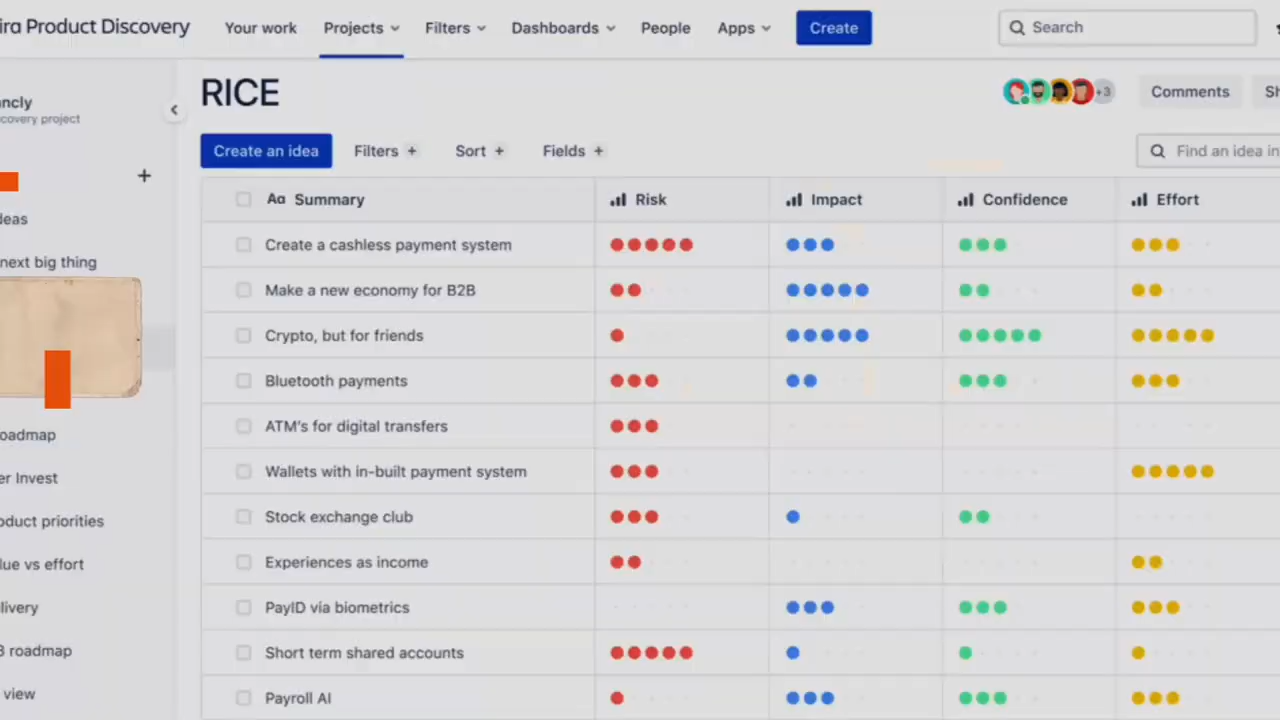 ira Product Discovery Your work Projects Filters Dashboards People Apps Create Search
ncly
covery project
RICE
+3 Comments Sh
Create an idea Filters + Sort + Fields + Find an idea in
+
Aa Summary Risk Impact Confidence Effort
deas
Create a cashless payment system
next big thing
Make a new economy for B2B
Crypto, but for friends
Bluetooth payments
ATM's for digital transfers
oadmap
Wallets with in-built payment system
er Invest
Stock exchange club
oduct priorities
Experiences as income
lue vs effort
PayID via biometrics
livery
Short term shared accounts
3 roadmap
Payroll AI
view